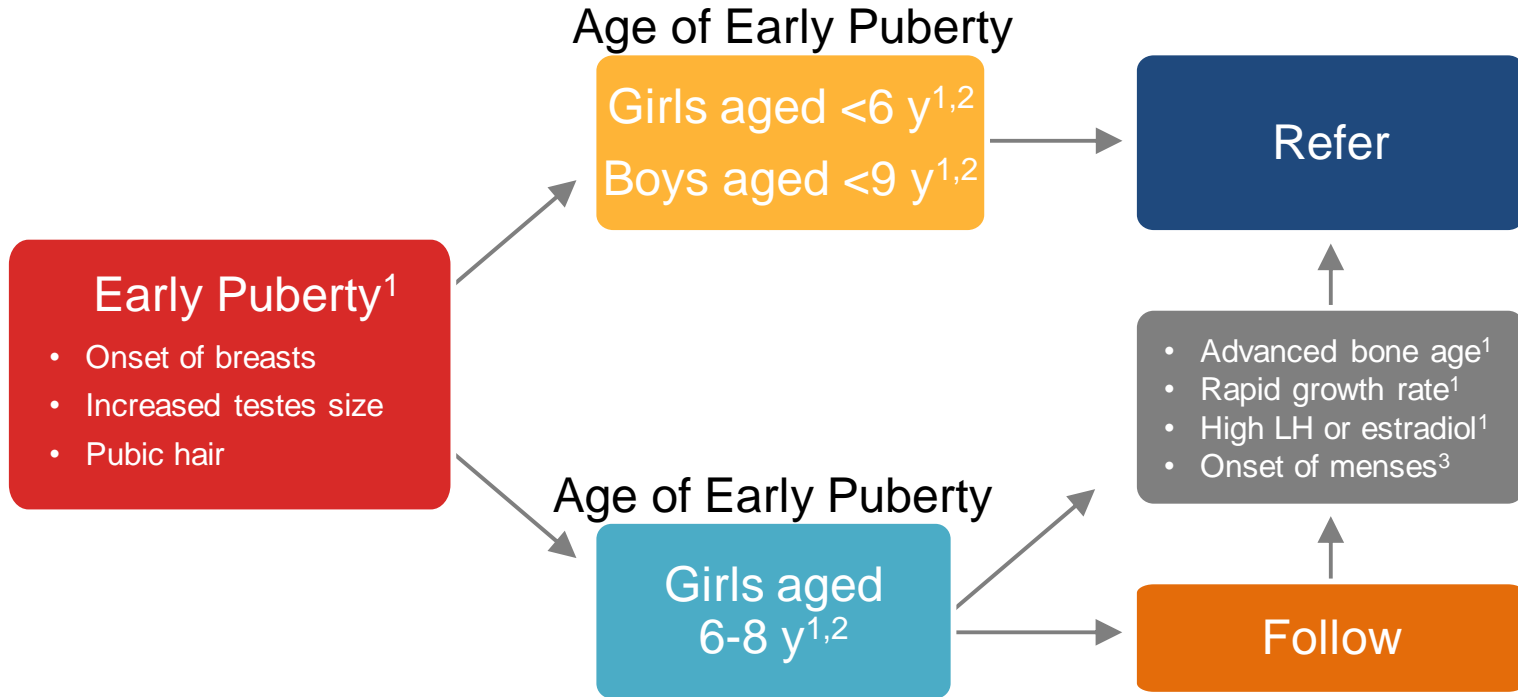 Age of Early Puberty
Girls aged <6 y1,2
Boys aged <9 y1,2
Refer
Early Puberty1
• Onset of breasts
• Increased testes size
• Pubic hair
• Advanced bone age1
• Rapid growth rate1
• High LH or estradiol1
• Onset of menses3
Age of Early Puberty
Girls aged
6-8 y1,2
Follow